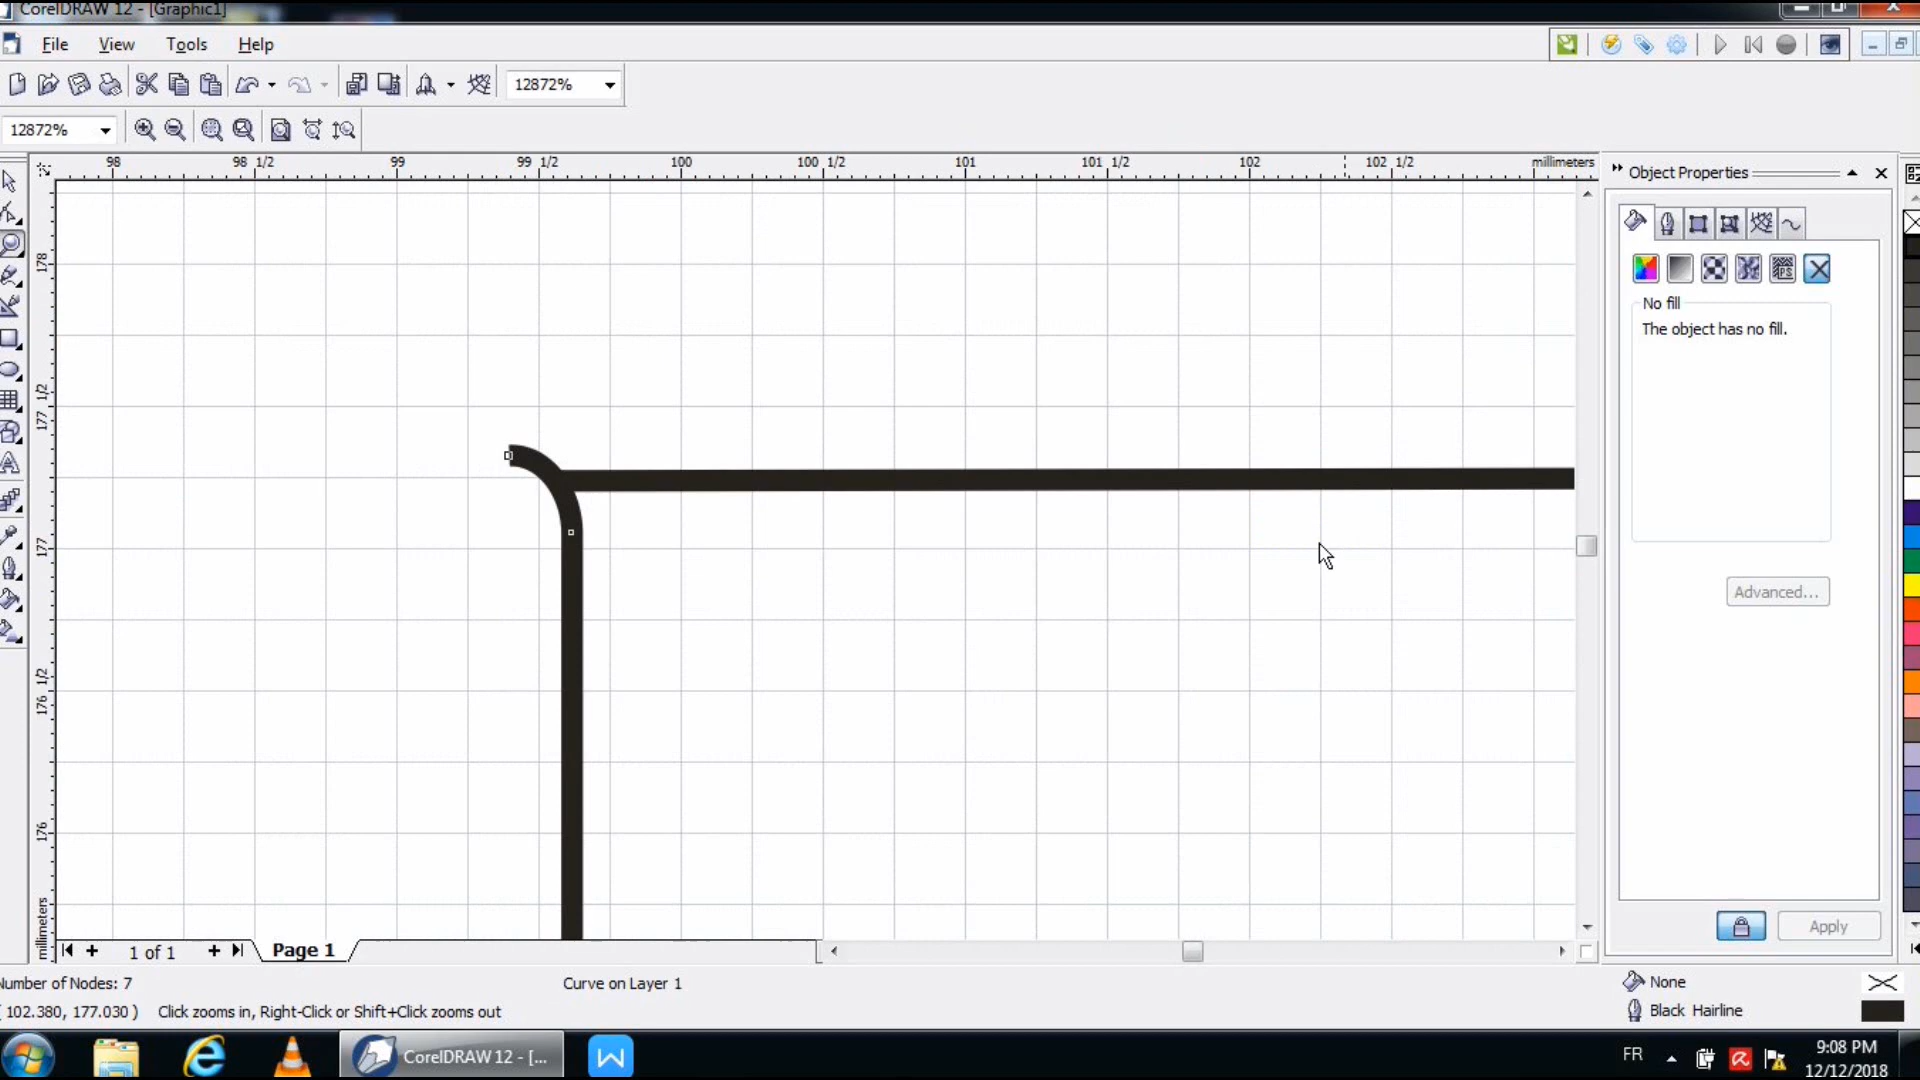 CorelDRAW 12 - [Graphic1]
File View Tools Help
12872%
12872%
98 98 1/2 99 99 1/2 100 100 1/2 101 101 1/2 102 102 1/2 millimeters
178
177 1/2
177
176 1/2
176
millimeters
Object Properties
PS
No fill
The object has no fill.
Advanced...
Apply
1 of 1
Page 1
Number of Nodes: 7
Curve on Layer 1
None
( 102.380, 177.030 ) Click zooms in, Right-Click or Shift+Click zooms out
Black Hairline
CorelDRAW 12 - [...
W
FR
9:08 PM
12/12/2018